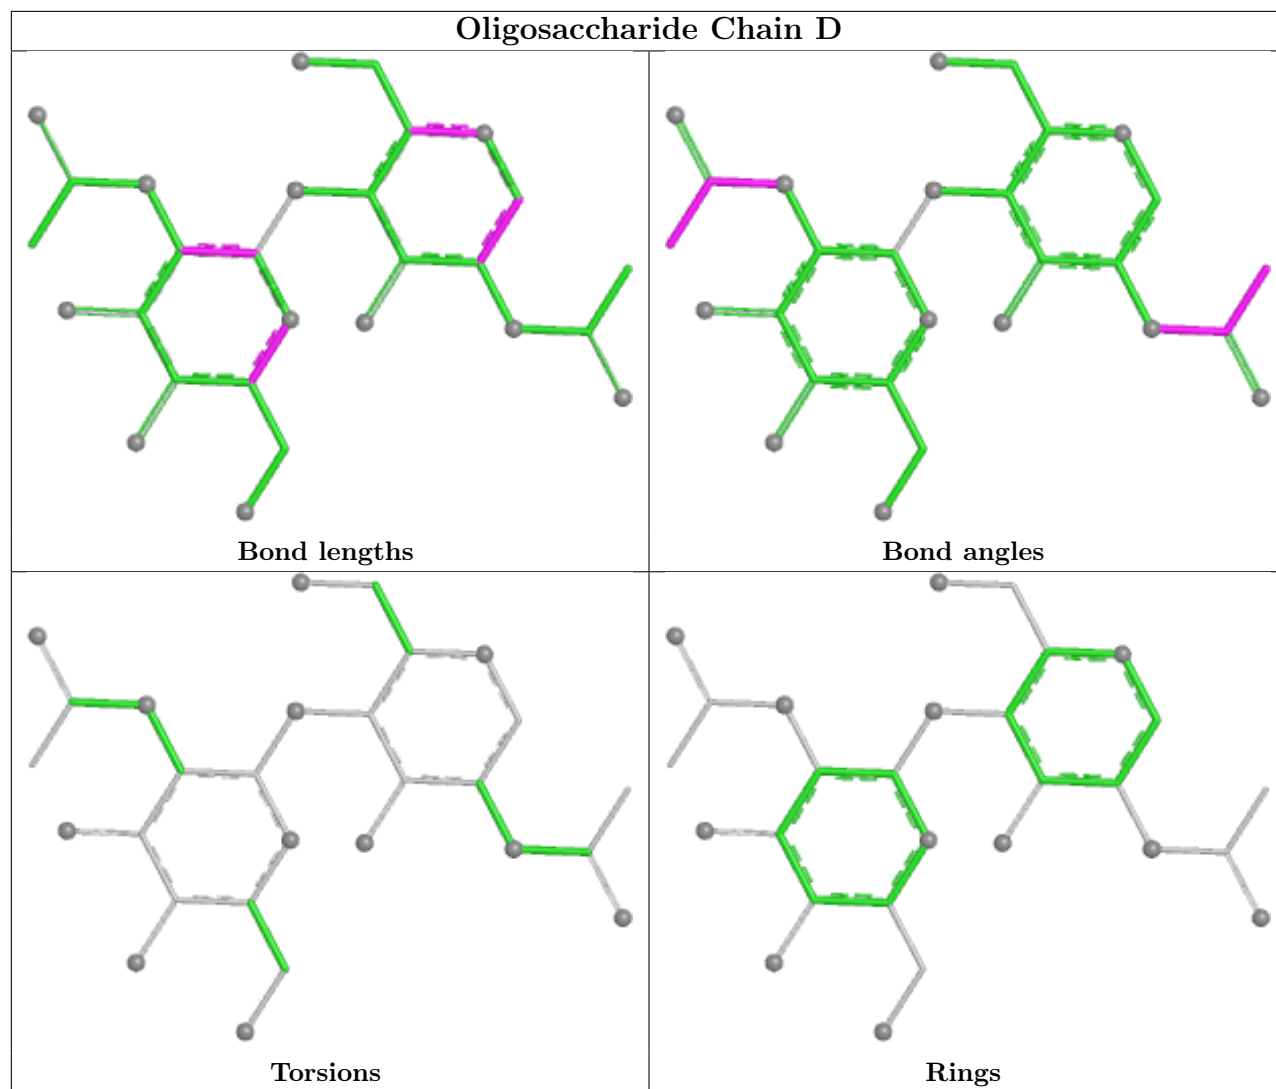 Oligosaccharide Chain D
Bond lengths
Bond angles
Torsions
Rings